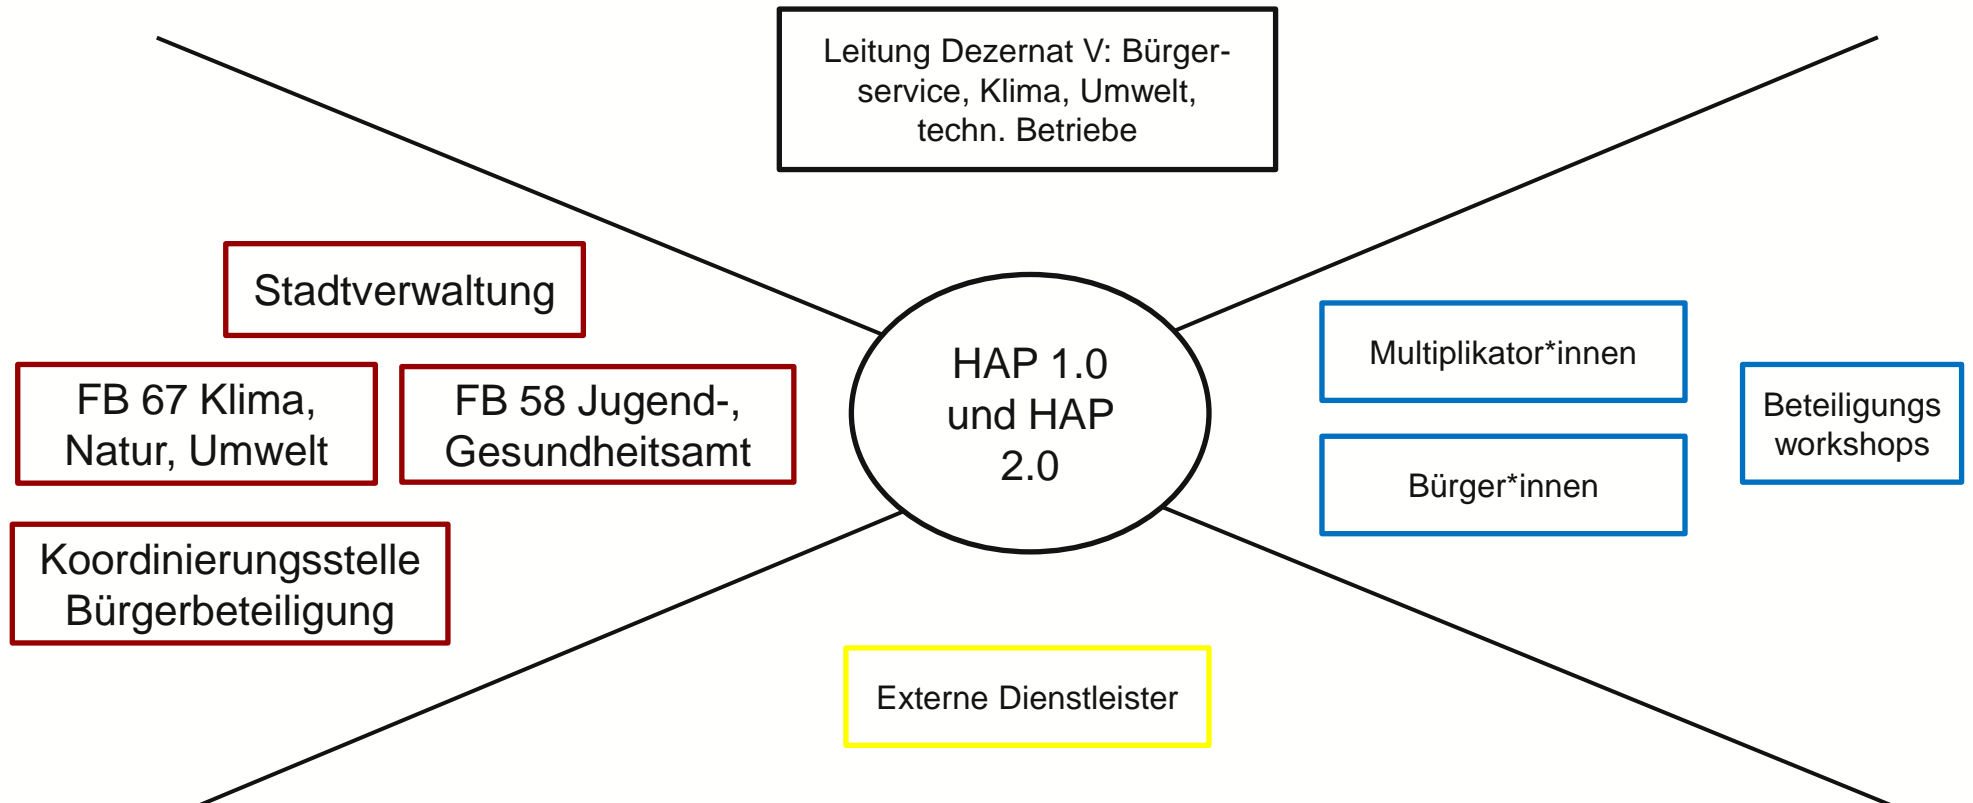 Leitung Dezernat V: Bürger-
service, Klima, Umwelt,
techn. Betriebe
Stadtverwaltung
FB 67 Klima,
Natur, Umwelt
FB 58 Jugend-,
Gesundheitsamt
Koordinierungsstelle
Bürgerbeteiligung
HAP 1.0
und HAP
2.0
Multiplikator*innen
Bürger*innen
Beteiligungs
workshops
Externe Dienstleister